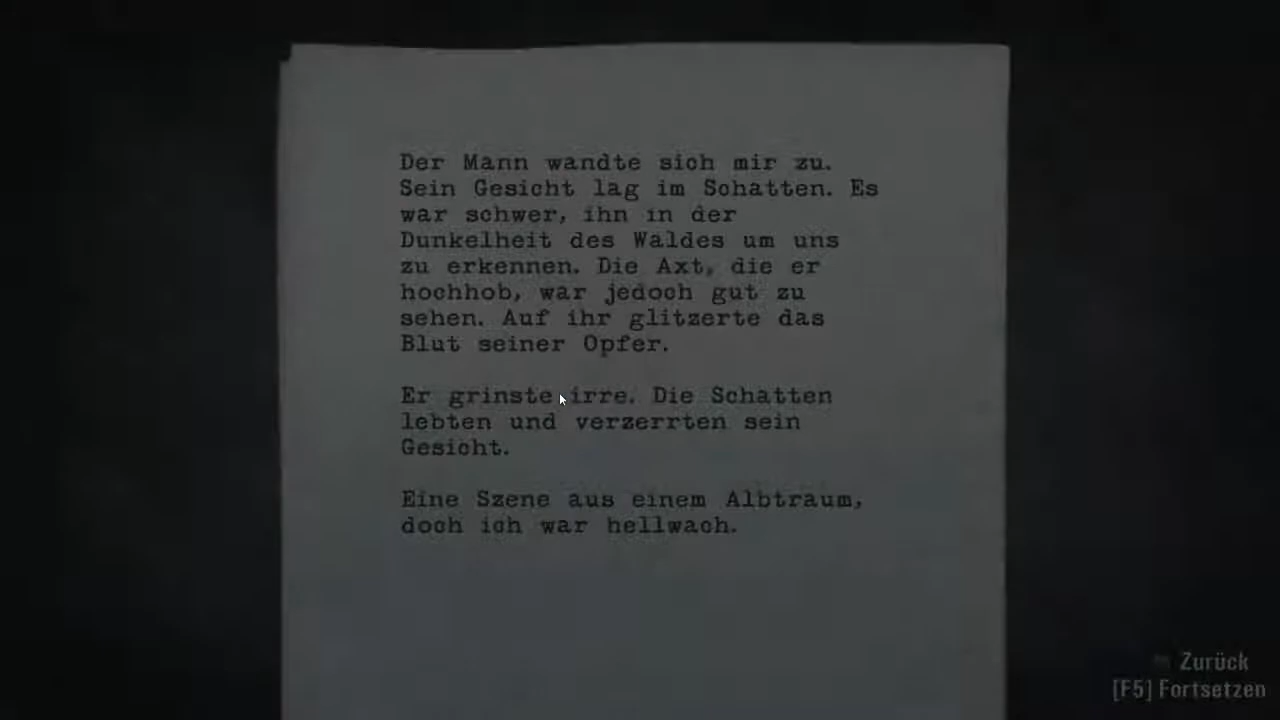 Der Mann wandte sich mir zu.
Sein Gesicht lag im Schatten. Es
war schwer, ihn in der
Dunkelheit des Waldes um uns
zu erkennen. Die Axt, die er
hochhob, war jedoch gut zu
sehen. Auf ihr glitzerte das
Blut seiner Opfer.
Er grinste irre. Die Schatten
lebten und verzerrten sein
Gesicht.
Eine Szene aus einem Albtraum,
doch ich war hellwach.
Zurück
[F5] Fortsetzen